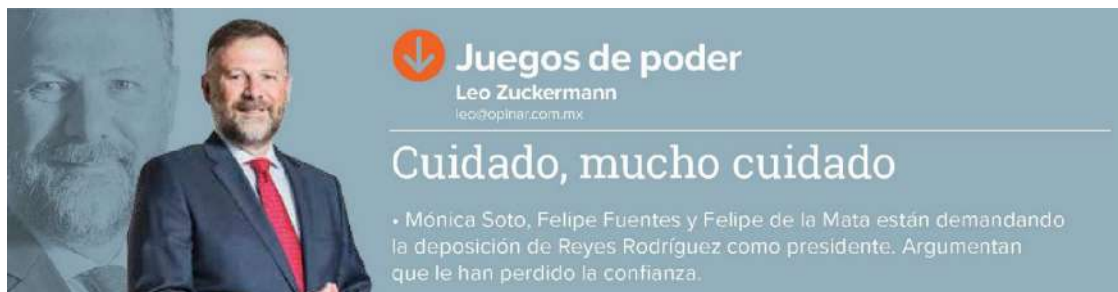 Juegos de poder
Leo Zuckermann
leo@opinar.com.mx
Cuidado, mucho cuidado
• Mónica Soto, Felipe Fuentes y Felipe de la Mata están demandando
la deposición de Reyes Rodríguez como presidente. Argumentan
que le han perdido la confianza.